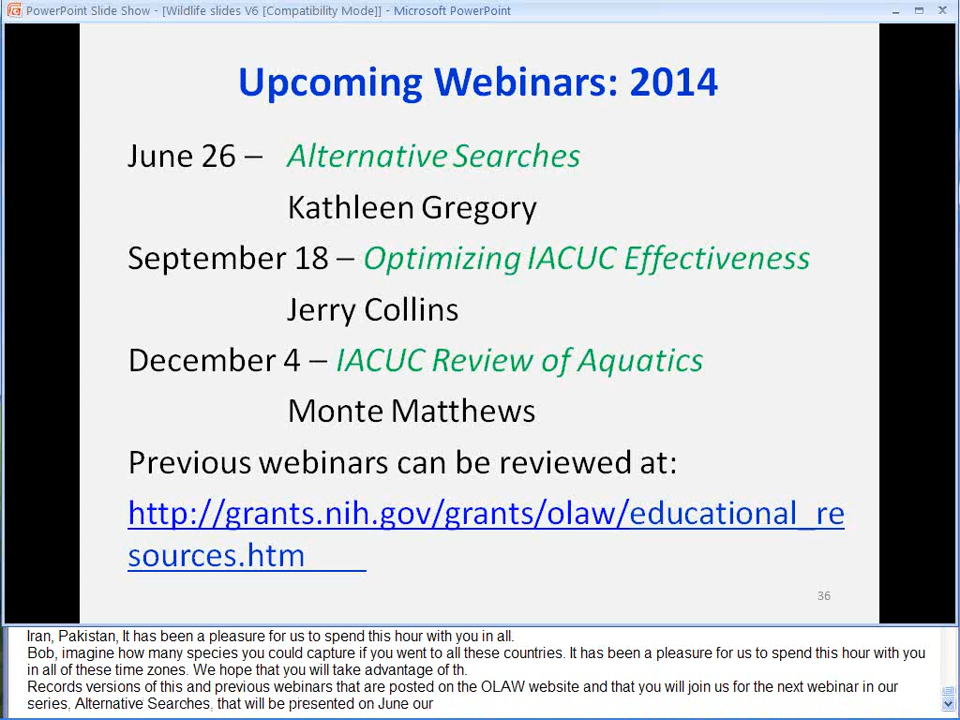 PowerPoint Slide Show - [Wildlife slides V6 [Compatibility Mode]] - Microsoft PowerPoint
Upcoming Webinars: 2014
June 26 – Alternative Searches
Kathleen Gregory
September 18 – Optimizing IACUC Effectiveness
Jerry Collins
December 4 – IACUC Review of Aquatics
Monte Matthews
Previous webinars can be reviewed at:
http://grants.nih.gov/grants/olaw/educational_re
sources.htm
36
Iran, Pakistan, It has been a pleasure for us to spend this hour with you in all.
Bob, imagine how many species you could capture if you went to all these countries. It has been a pleasure for us to spend this hour with you
in all of these time zones. We hope that you will take advantage of th.
Records versions of this and previous webinars that are posted on the OLAW website and that you will join us for the next webinar in our
series, Alternative Searches, that will be presented on June our